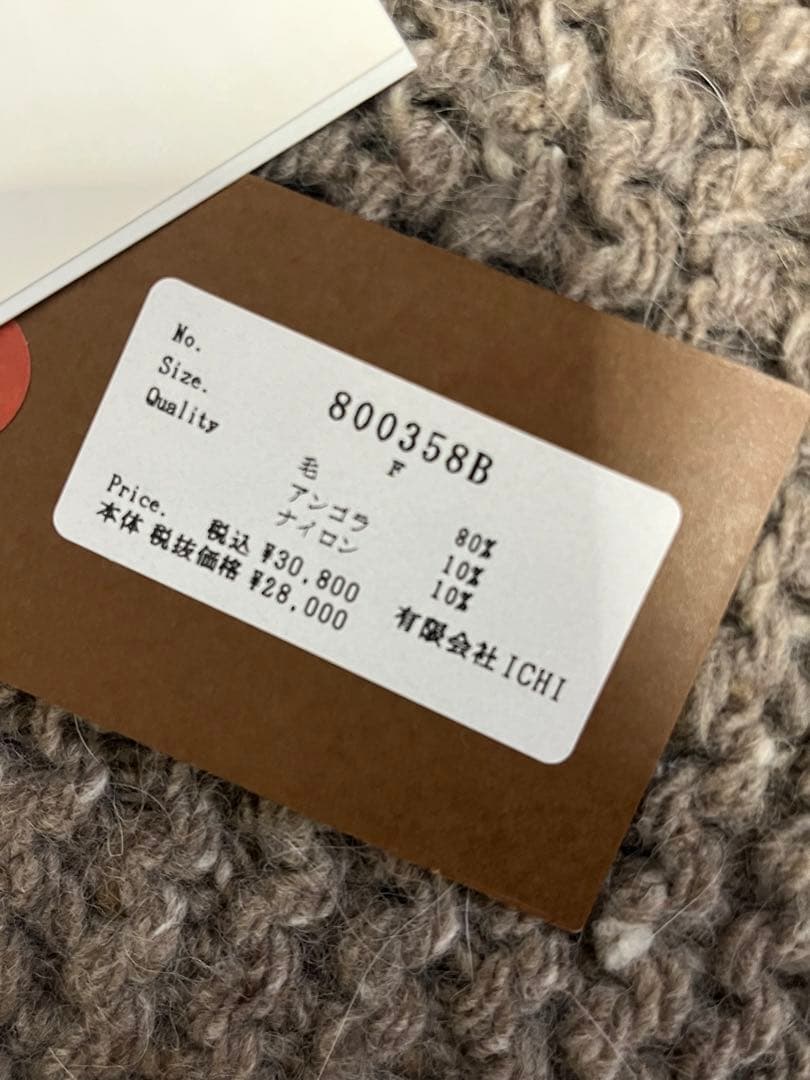 No. 800358B
Size. F
Quality 毛 80%
アンゴラ 10%
ナイロン 10%
Price. 税込 ¥30,800
本体 税抜価格 ¥28,000
有限会社ICHI